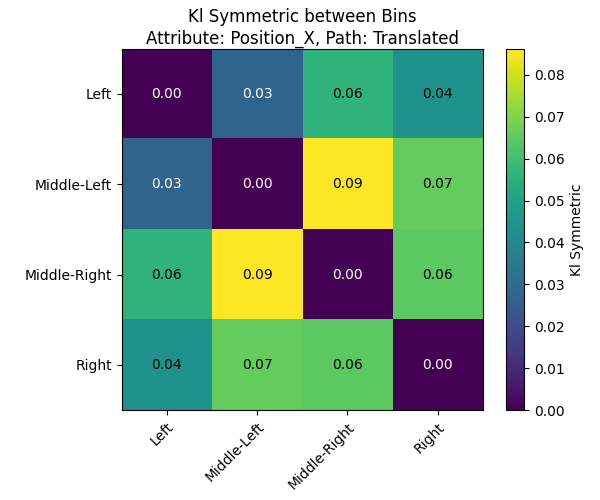 Kl Symmetric between Bins
Attribute: Position_X, Path: Translated
Left 0.00 0.03 0.06 0.04
Middle-Left 0.03 0.00 0.09 0.07
Middle-Right 0.06 0.09 0.00 0.06
Right 0.04 0.07 0.06 0.00
Left Middle-Left Middle-Right Right
0.08
0.07
0.06
0.05
0.04
0.03
0.02
0.01
0.00
Kl Symmetric